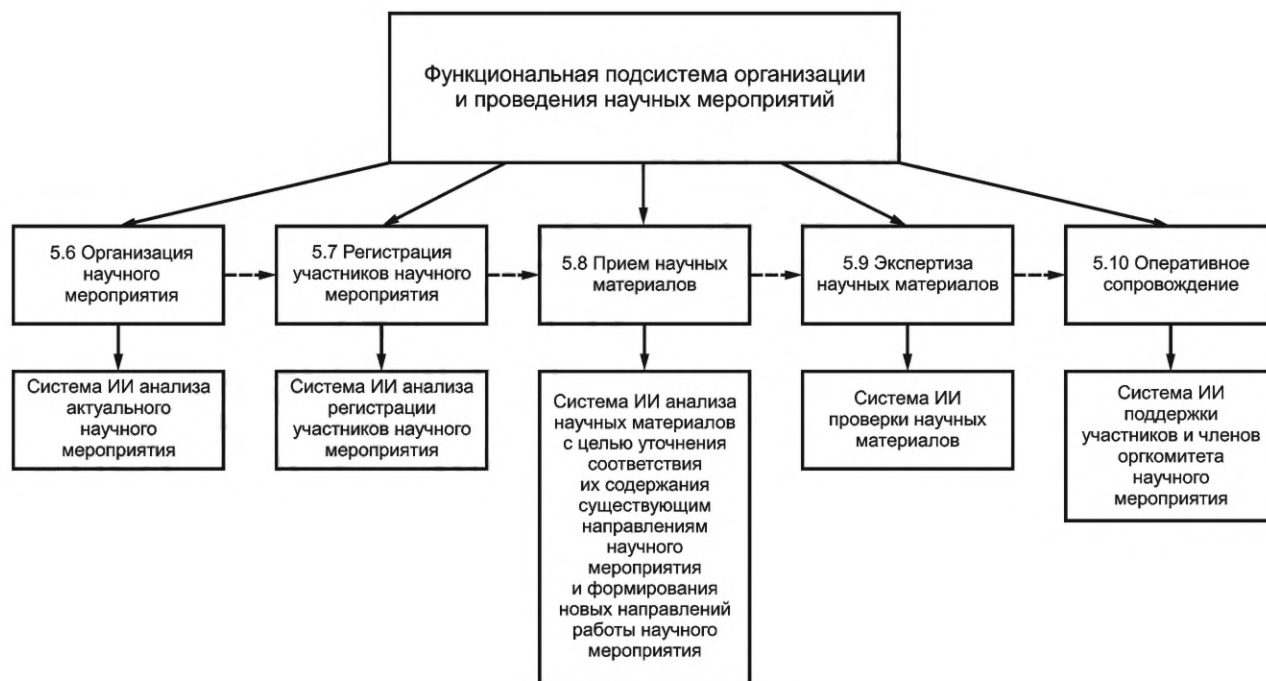 Функциональная подсистема организации
и проведения научных мероприятий
5.6 Организация
научного
мероприятия
5.7 Регистрация
участников научного
мероприятия
5.8 Прием научных
материалов
5.9 Экспертиза
научных материалов
5.10 Оперативное
сопровождение
Система ИИ анализа
актуального
научного
мероприятия
Система ИИ анализа
регистрации
участников научного
мероприятия
Система ИИ анализа
научных материалов
с целью уточнения
соответствия
их содержания
существующим
направлениям
научного
мероприятия
и формирования
новых направлений
работы научного
мероприятия
Система ИИ
проверки научных
материалов
Система ИИ
поддержки
участников и членов
оргкомитета
научного
мероприятия